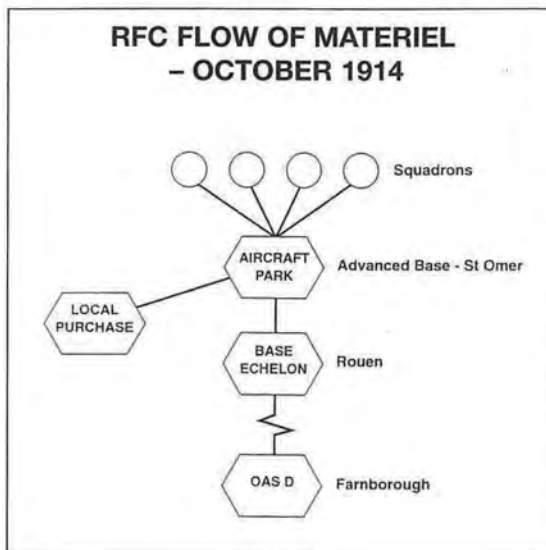 RFC FLOW OF MATERIEL
– OCTOBER 1914
Squadrons
AIRCRAFT
PARK
Advanced Base - St Omer
LOCAL
PURCHASE
BASE
ECHELON
Rouen
OAS D
Farnborough